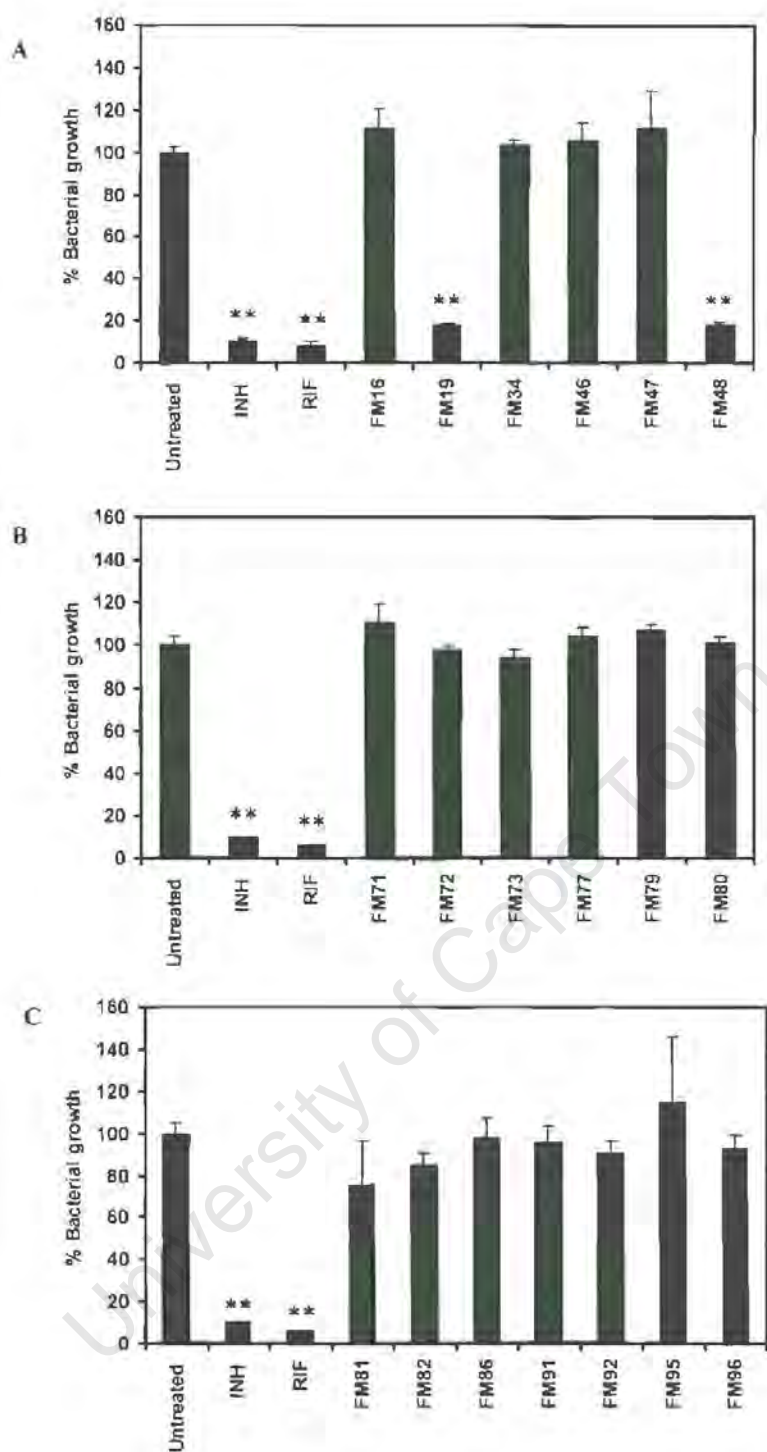 A
% Bacterial growth
160
140
120
100
80
60
40
20
0
** ** ** **
Untreated INH RIF FM16 FM19 FM34 FM46 FM47 FM48
B
% Bacterial growth
160
140
120
100
80
60
40
20
0
** **
Untreated INH RIF FM71 FM72 FM73 FM77 FM79 FM80
C
% Bacterial growth
160
140
120
100
80
60
40
20
0
** **
Untreated INH RIF FM81 FM82 FM86 FM91 FM92 FM95 FM96
University of Cape Town